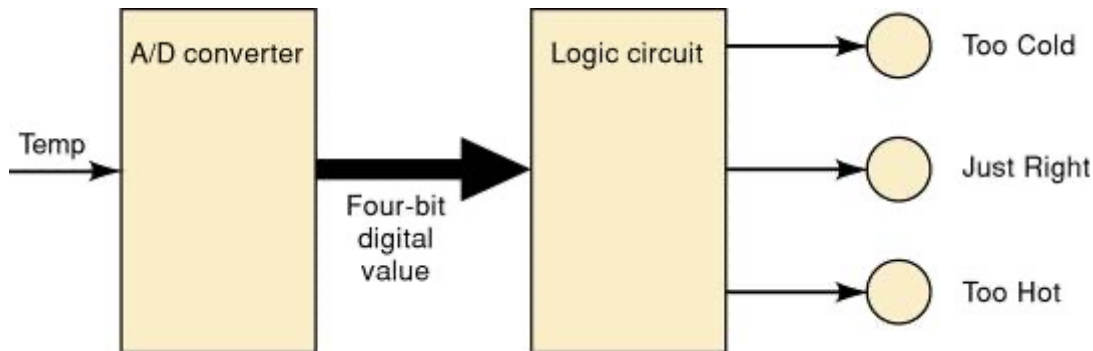 A/D converter
Logic circuit
Too Cold
Temp
Just Right
Four-bit
digital
value
Too Hot